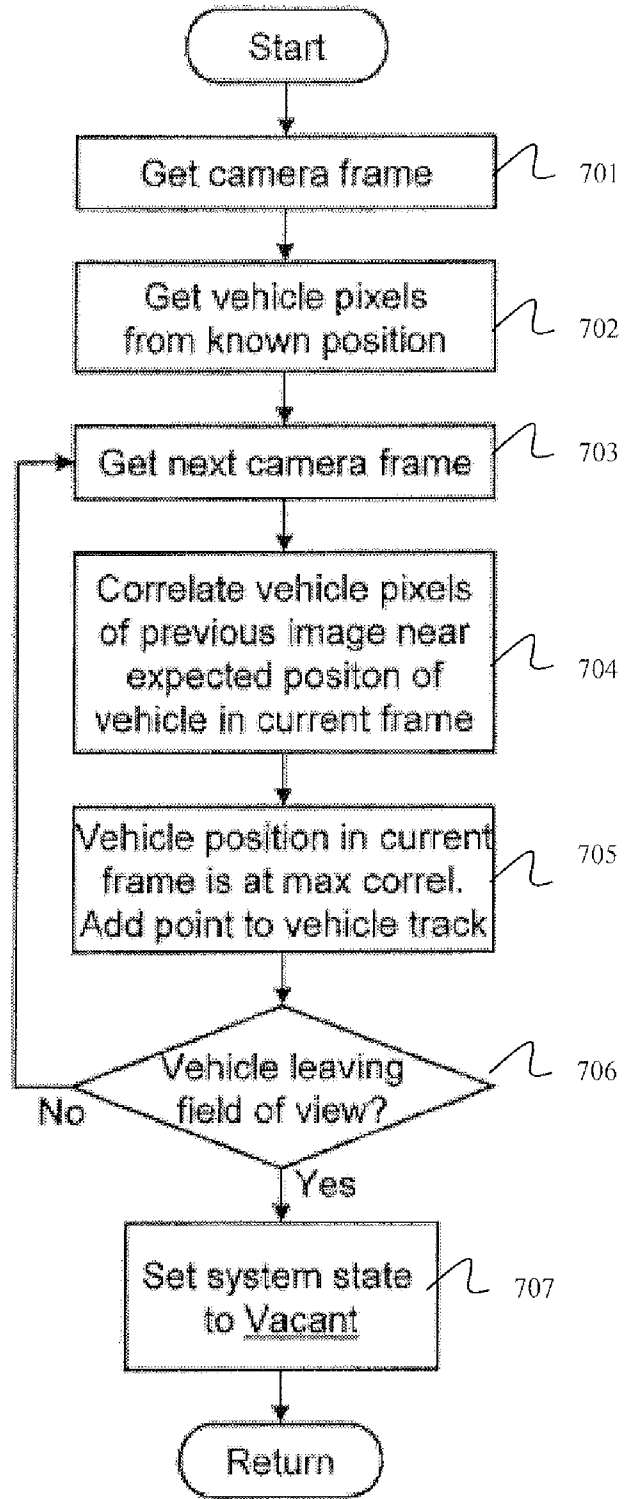 Start
Get camera frame
701
Get vehicle pixels
from known position
702
Get next camera frame
703
Correlate vehicle pixels
of previous image near
expected positon of
vehicle in current frame
704
Vehicle position in current
frame is at max correl.
Add point to vehicle track
705
Vehicle leaving
field of view?
706
No
Yes
Set system state
to Vacant
707
Return